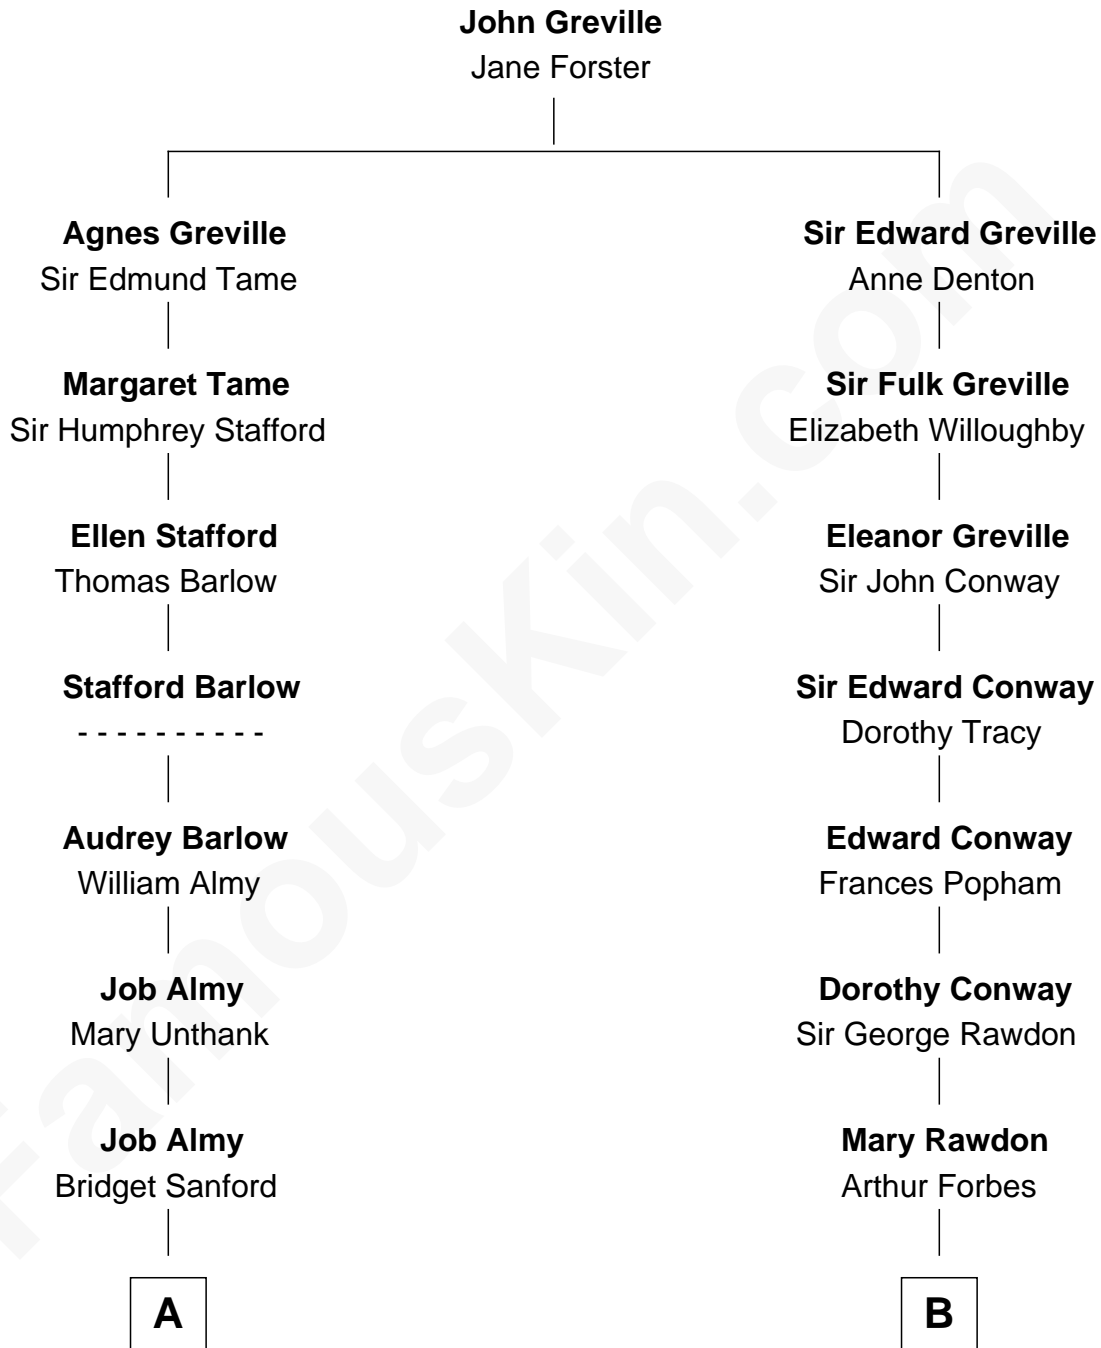 John Greville
Jane Forster
Agnes Greville
Sir Edmund Tame
Sir Edward Greville
Anne Denton
Margaret Tame
Sir Humphrey Stafford
Sir Fulk Greville
Elizabeth Willoughby
Ellen Stafford
Thomas Barlow
Eleanor Greville
Sir John Conway
Stafford Barlow
- - - - - - - - - -
Sir Edward Conway
Dorothy Tracy
Audrey Barlow
William Almy
Edward Conway
Frances Popham
Job Almy
Mary Unthank
Dorothy Conway
Sir George Rawdon
Job Almy
Bridget Sanford
Mary Rawdon
Arthur Forbes
A
B
FamousKin.com